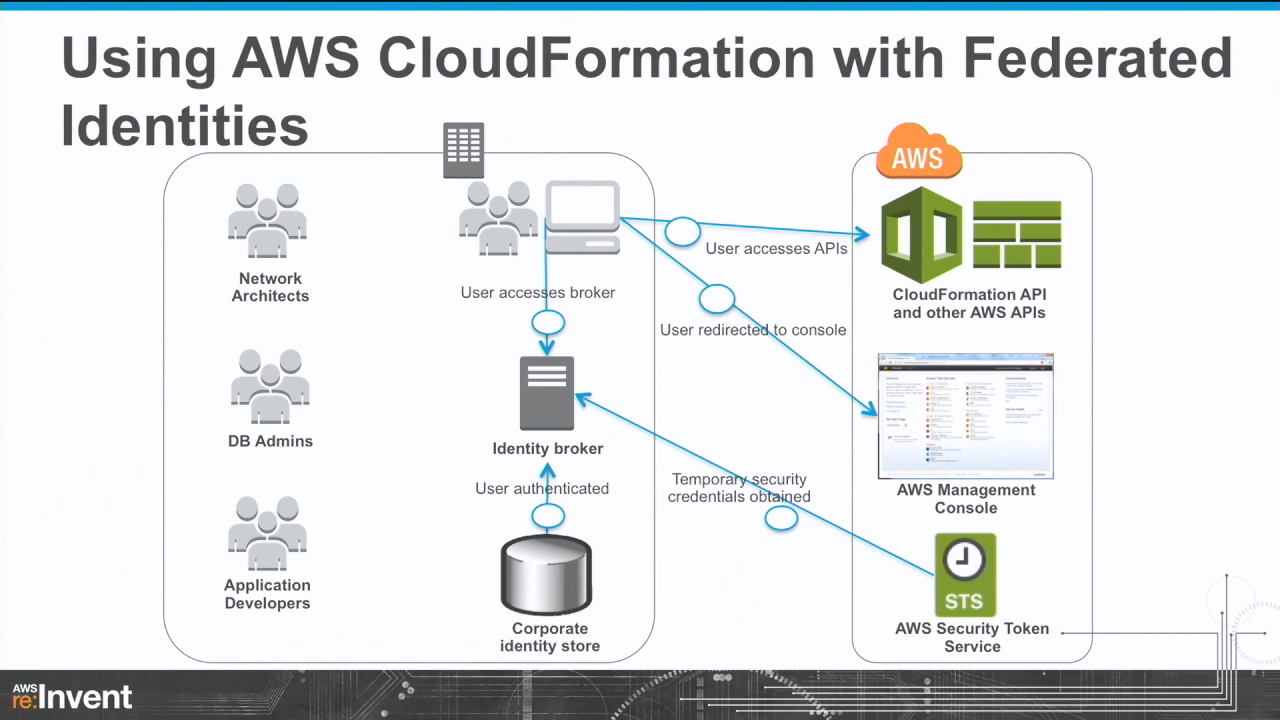 Using AWS CloudFormation with Federated
Identities
AWS
Network
Architects
DB Admins
Application
Developers
User accesses broker
Identity broker
User authenticated
Corporate
identity store
User accesses APIs
User redirected to console
Temporary security
credentials obtained
CloudFormation API
and other AWS APIs
AWS Management
Console
STS
AWS Security Token
Service
AWS
re:Invent